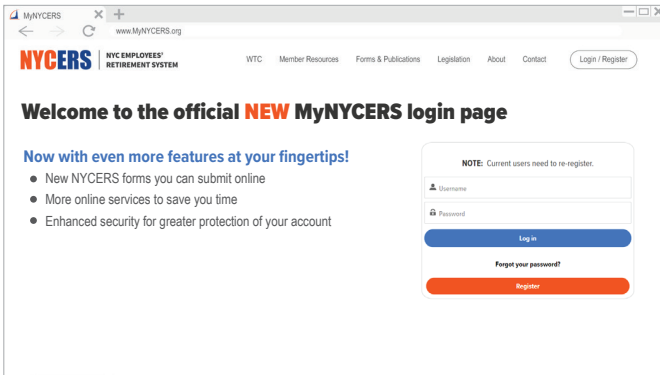 MyNYCERS
www.MyNYCERS.org
NYCERS NYC EMPLOYEES' RETIREMENT SYSTEM
WTC Member Resources Forms & Publications Legislation About Contact Login / Register
Welcome to the official NEW MyNYCERS login page
Now with even more features at your fingertips!
• New NYCERS forms you can submit online
• More online services to save you time
• Enhanced security for greater protection of your account
NOTE: Current users need to re-register.
Username
Password
Log in
Forgot your password?
Register